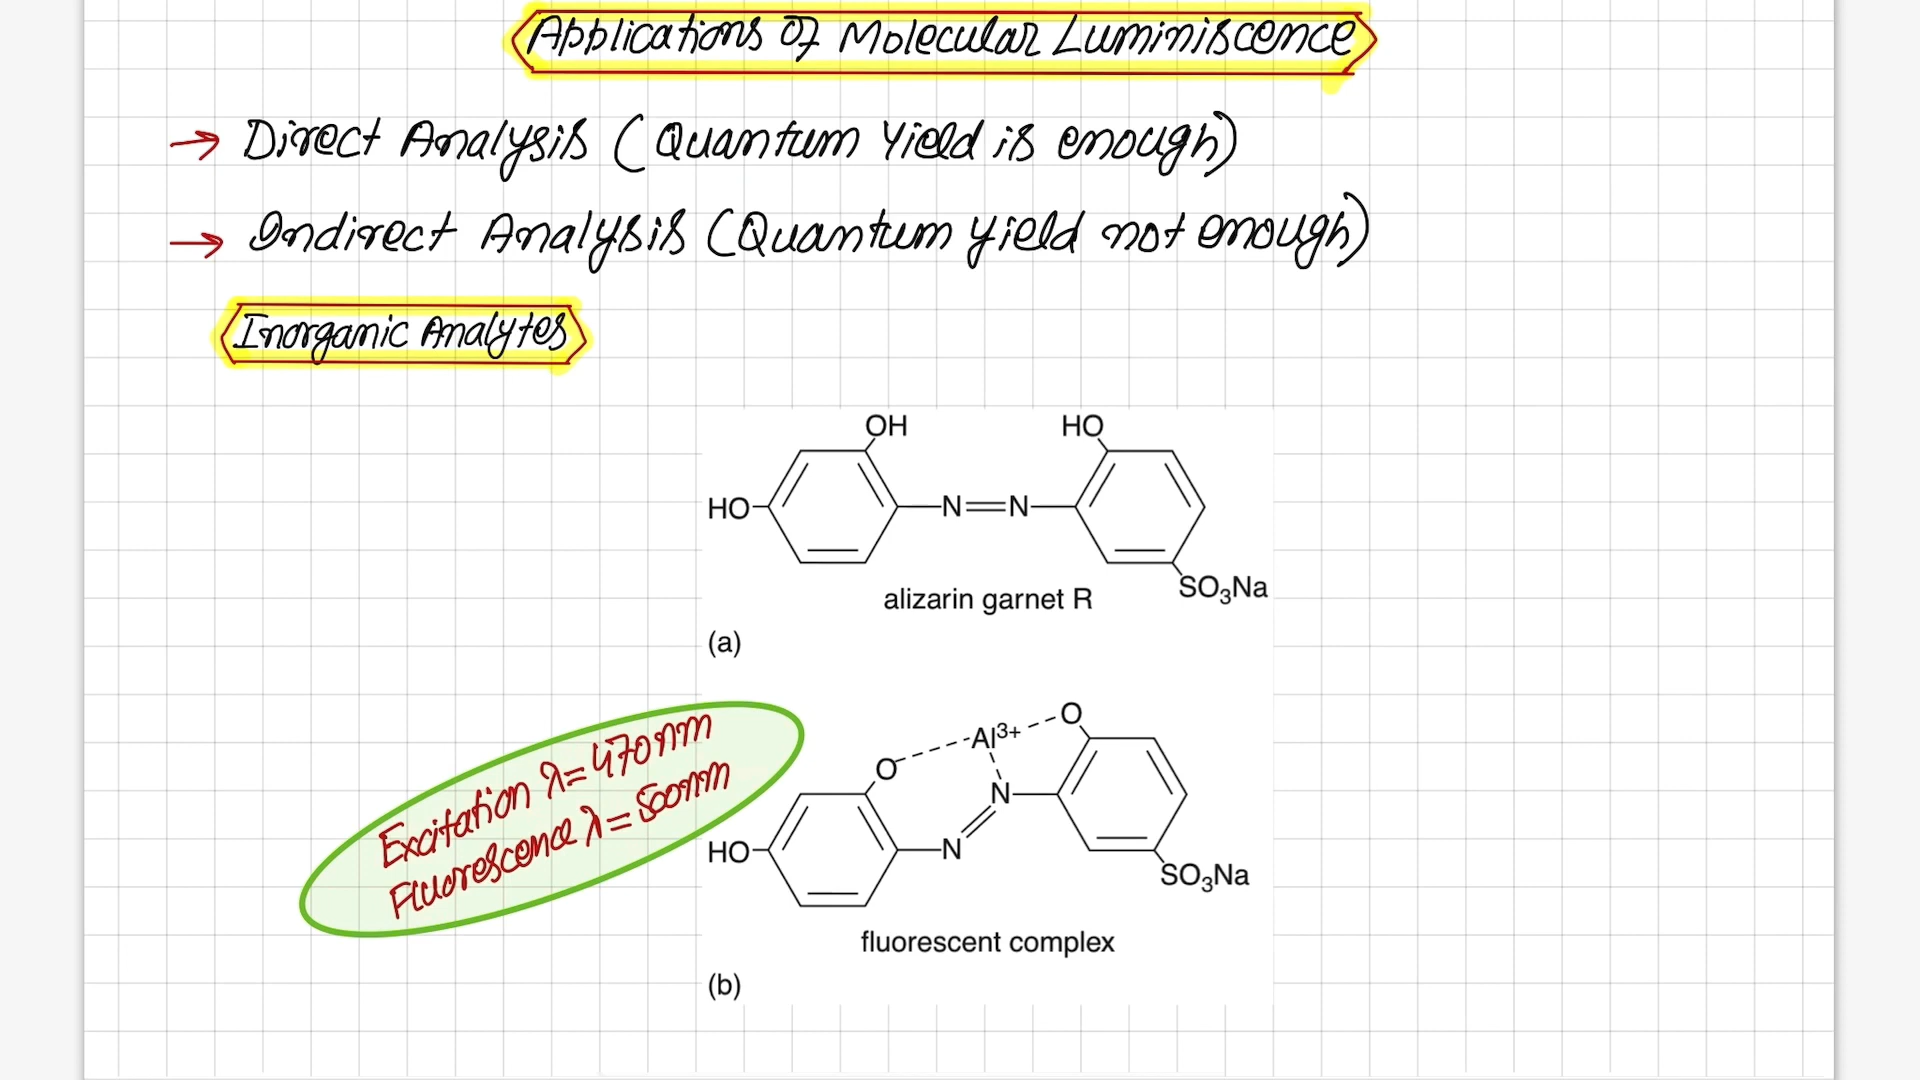 Applications Of Molecular Luminiscence
→ Direct Analysis (Quantum Yield is enough)
→ Indirect Analysis (Quantum yield not enough)
Inorganic Analytes
OH
HO
HO
N
N
SO₃Na
alizarin garnet R
(a)
Excitation λ=470nm
Fluorescence λ=500nm
O
Al³⁺
O
N
HO
N
SO₃Na
fluorescent complex
(b)